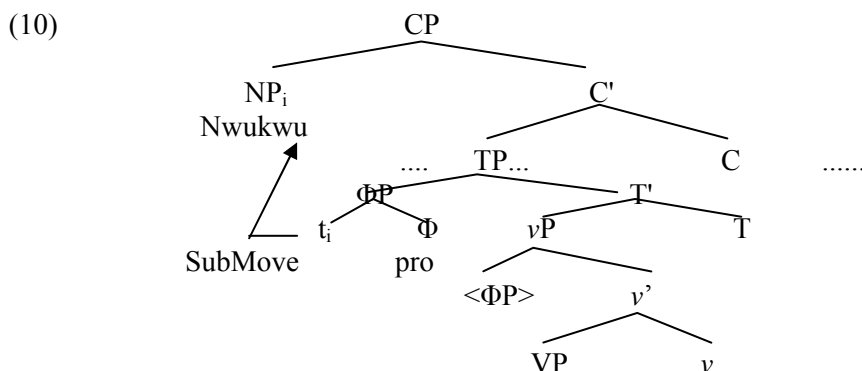 (10) CP
NPᵢ C'
Nwukwu
.... TP... C ......
ΦP T'
tᵢ Φ vP T
SubMove pro
<ΦP> v’
VP v